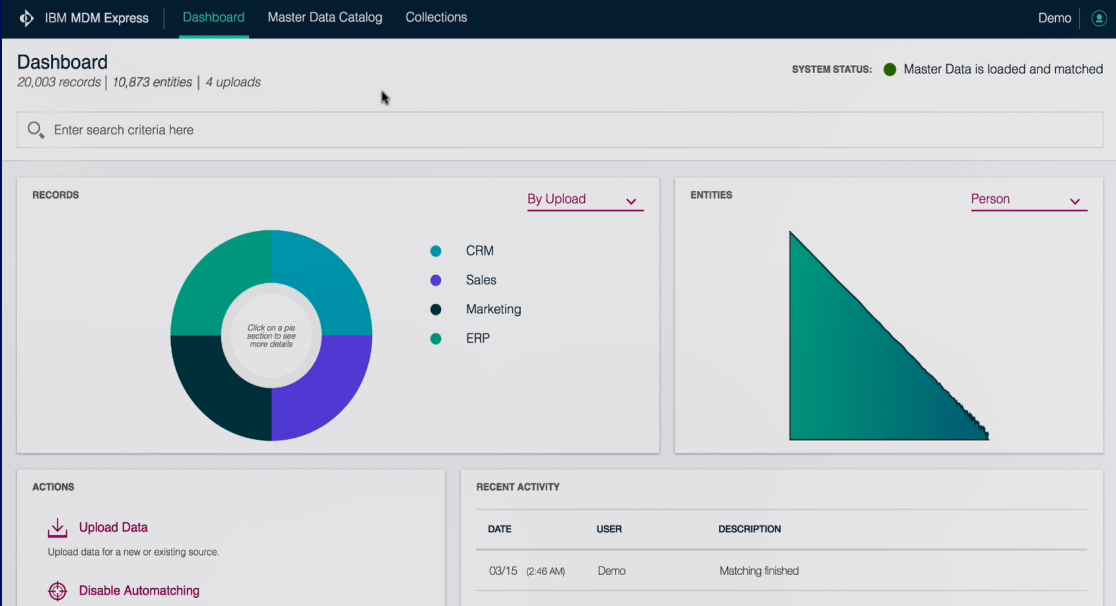 IBM MDM Express
Dashboard
Master Data Catalog
Collections
Demo
Dashboard
20,003 records | 10,873 entities | 4 uploads
SYSTEM STATUS: Master Data is loaded and matched
Enter search criteria here
RECORDS
By Upload
CRM
Sales
Marketing
ERP
Click on a pie
section to see
more details
ENTITIES
Person
ACTIONS
Upload Data
Upload data for a new or existing source.
Disable Automatching
RECENT ACTIVITY
DATE USER DESCRIPTION
03/15 (2:46 AM) Demo Matching finished